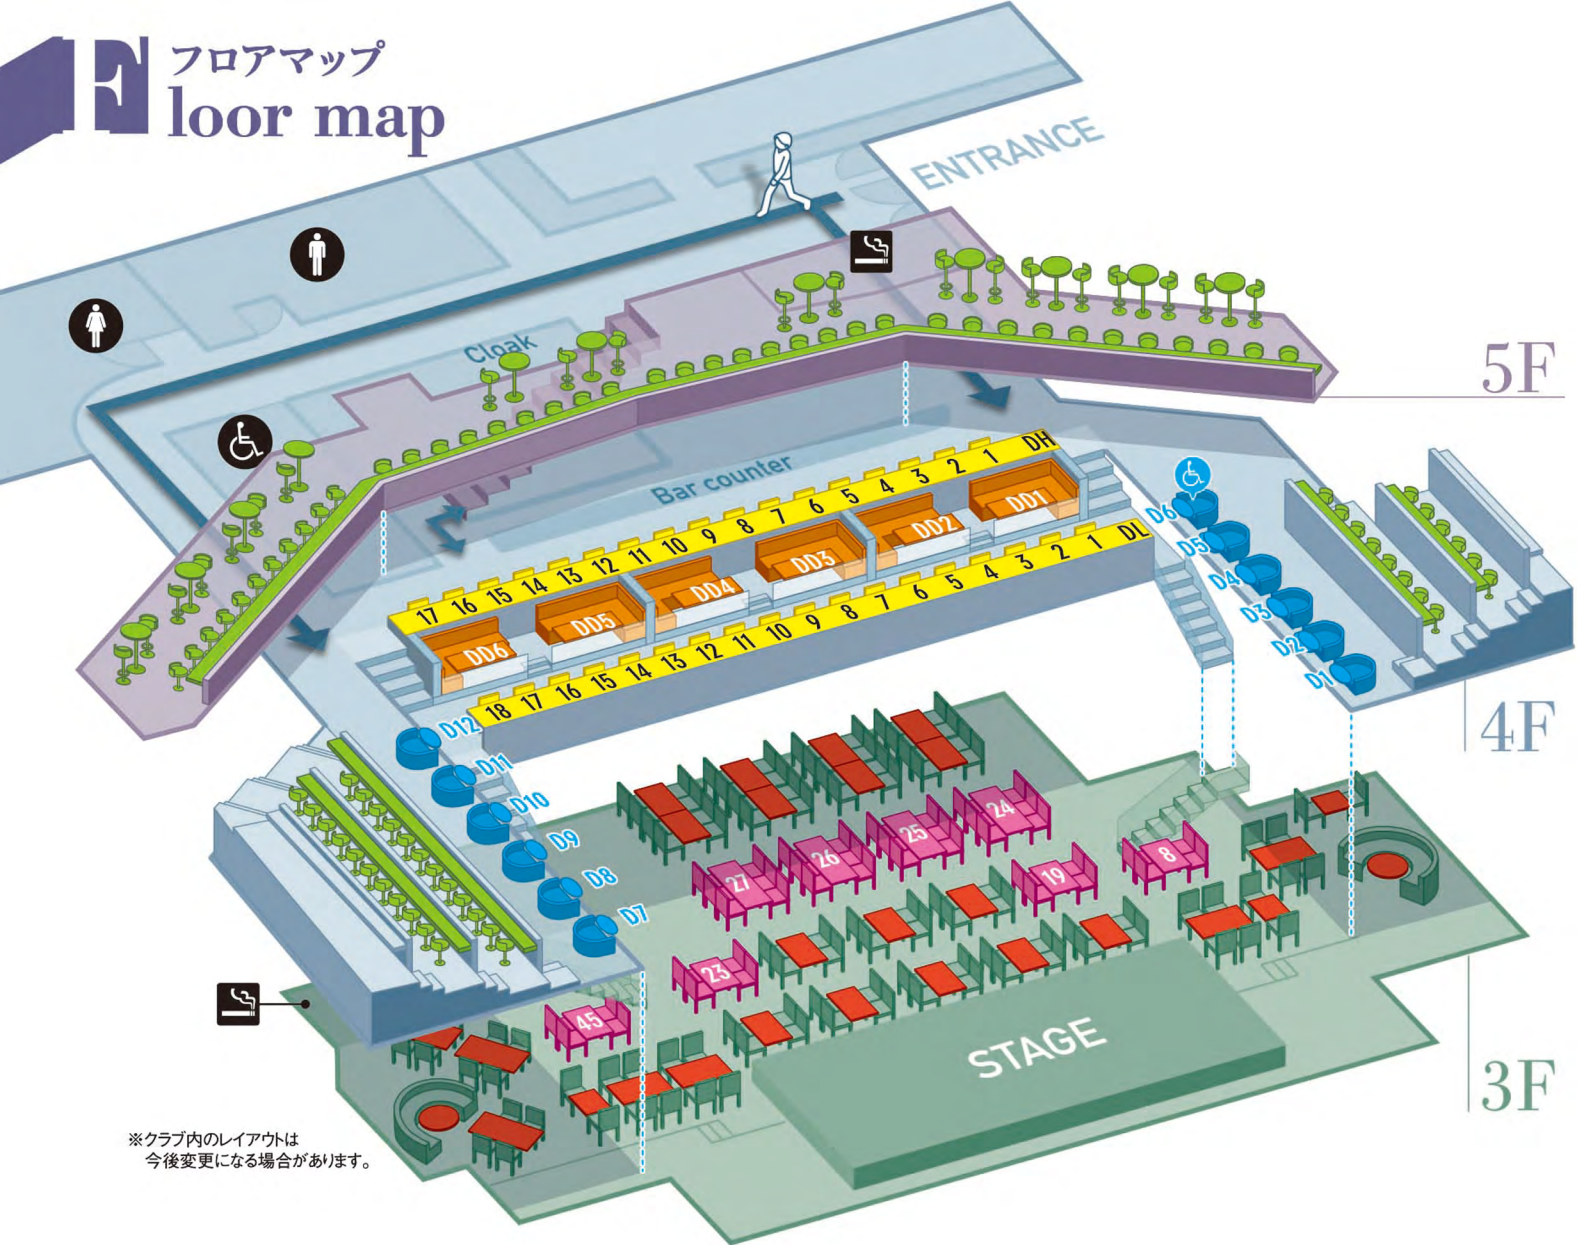 フロアマップ
Floor map
ENTRANCE
Cloak
5F
Bar counter
17 16 15 14 13 12 11 10 9 8 7 6 5 4 3 2 1 DH
DD6 DD5 DD4 DD3 DD2 DD1
18 17 16 15 14 13 12 11 10 9 8 7 6 5 4 3 2 1 DL
D6
D5
D4
D3
D2
D1
4F
D12
D11
D10
D9
D8
D7
27 26 25 24
19 8
23
45
STAGE
3F
※クラブ内のレイアウトは
今後変更になる場合があります。